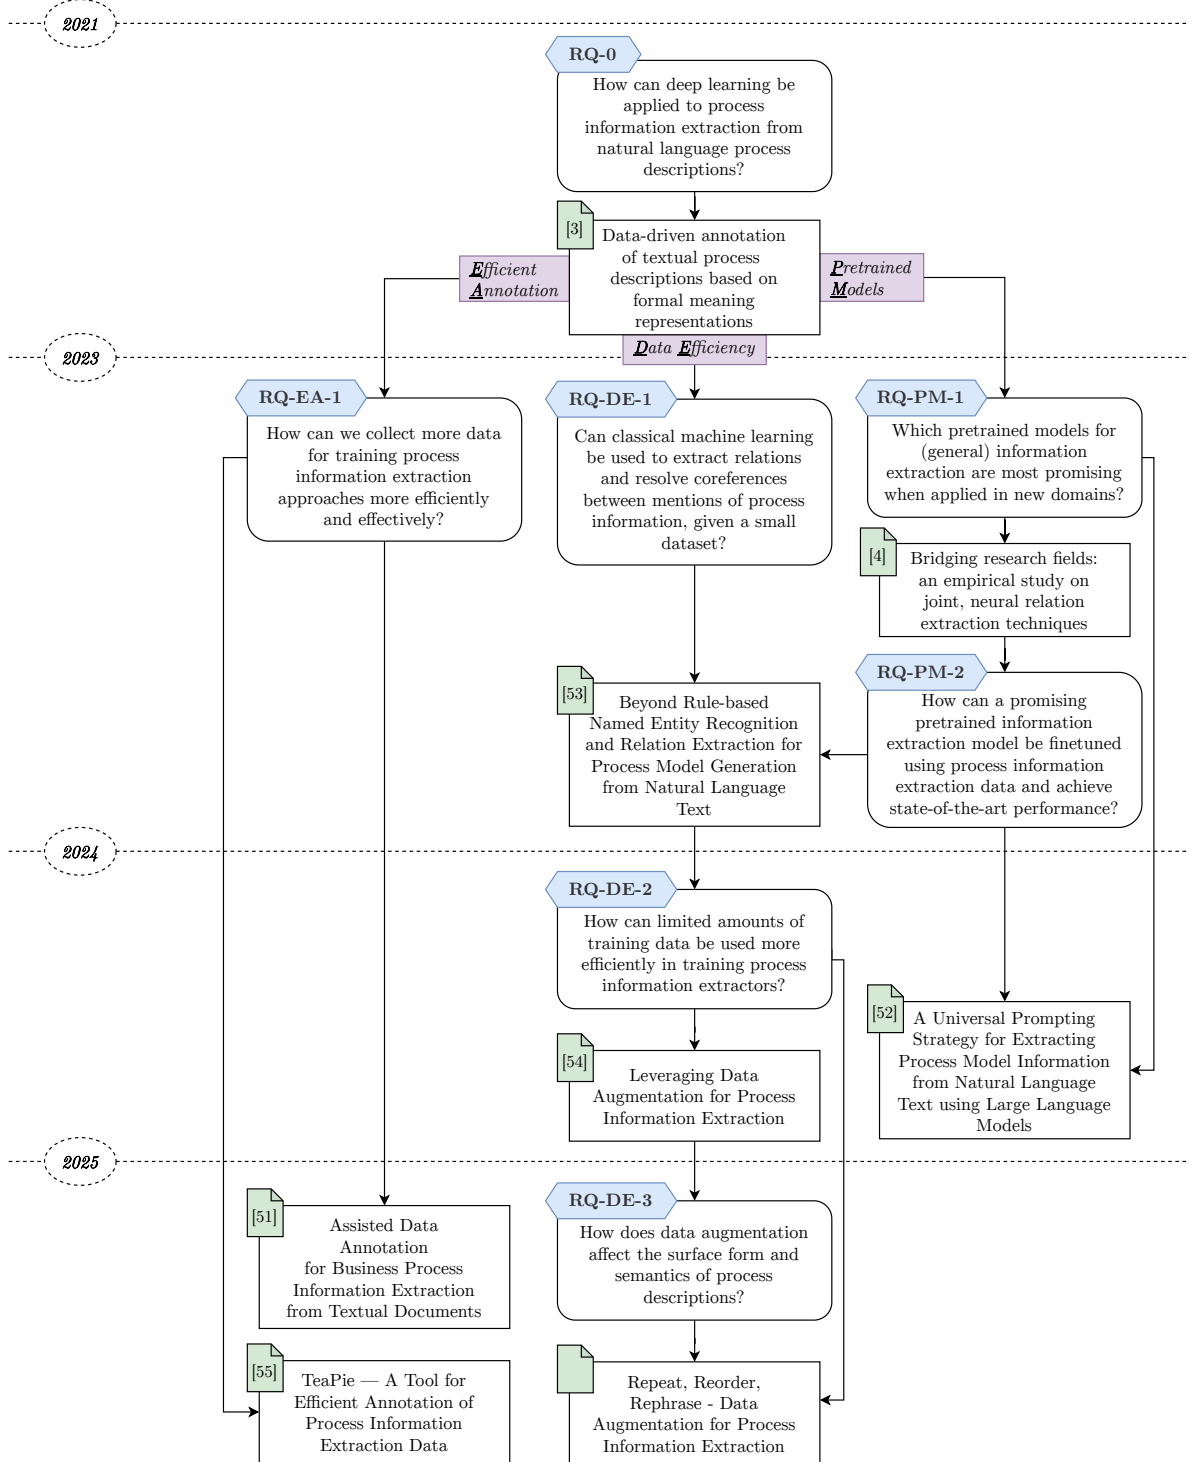 2021
RQ-0
How can deep learning be
applied to process
information extraction from
natural language process
descriptions?
[3]
Data-driven annotation
of textual process
descriptions based on
formal meaning
representations
Efficient
Annotation
Pretrained
Models
Data Efficiency
2023
RQ-EA-1
How can we collect more data
for training process
information extraction
approaches more efficiently
and effectively?
RQ-DE-1
Can classical machine learning
be used to extract relations
and resolve coreferences
between mentions of process
information, given a small
dataset?
RQ-PM-1
Which pretrained models for
(general) information
extraction are most promising
when applied in new domains?
[4]
Bridging research fields:
an empirical study on
joint, neural relation
extraction techniques
RQ-PM-2
How can a promising
pretrained information
extraction model be finetuned
using process information
extraction data and achieve
state-of-the-art performance?
[53]
Beyond Rule-based
Named Entity Recognition
and Relation Extraction for
Process Model Generation
from Natural Language
Text
2024
RQ-DE-2
How can limited amounts of
training data be used more
efficiently in training process
information extractors?
[52]
A Universal Prompting
Strategy for Extracting
Process Model Information
from Natural Language
Text using Large Language
Models
[54]
Leveraging Data
Augmentation for Process
Information Extraction
2025
[51]
Assisted Data
Annotation
for Business Process
Information Extraction
from Textual Documents
RQ-DE-3
How does data augmentation
affect the surface form and
semantics of process
descriptions?
[55]
TeaPie — A Tool for
Efficient Annotation of
Process Information
Extraction Data
Repeat, Reorder,
Rephrase - Data
Augmentation for Process
Information Extraction